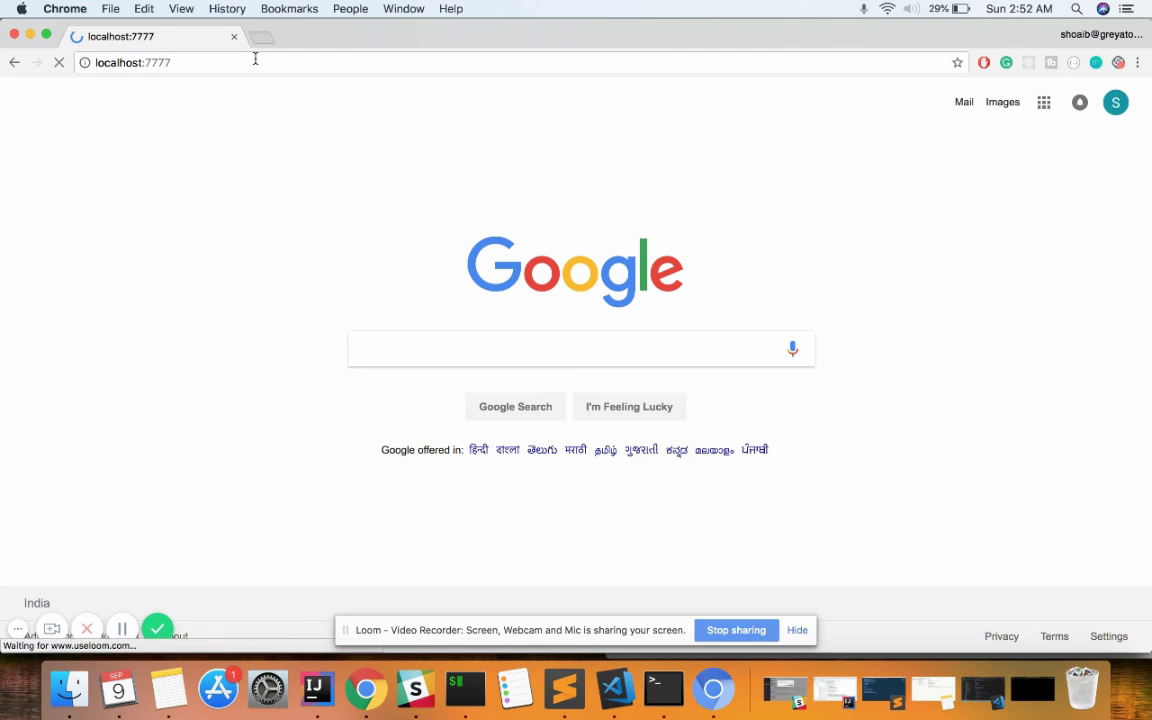 Chrome File Edit View History Bookmarks People Window Help 29% Sun 2:52 AM
localhost:7777 shoaib@greyato...
localhost:7777
Mail Images S
Google
Google Search I'm Feeling Lucky
Google offered in: हिन्दी বাংলা తెలుగు मराठी தமிழ் ગુજરાતી ಕನ್ನಡ മലയാളം ਪੰਜਾਬੀ
India
Loom - Video Recorder: Screen, Webcam and Mic is sharing your screen. Stop sharing Hide
Privacy Terms Settings
Waiting for www.useloom.com...
SEP 9 1 IJ S $ >_